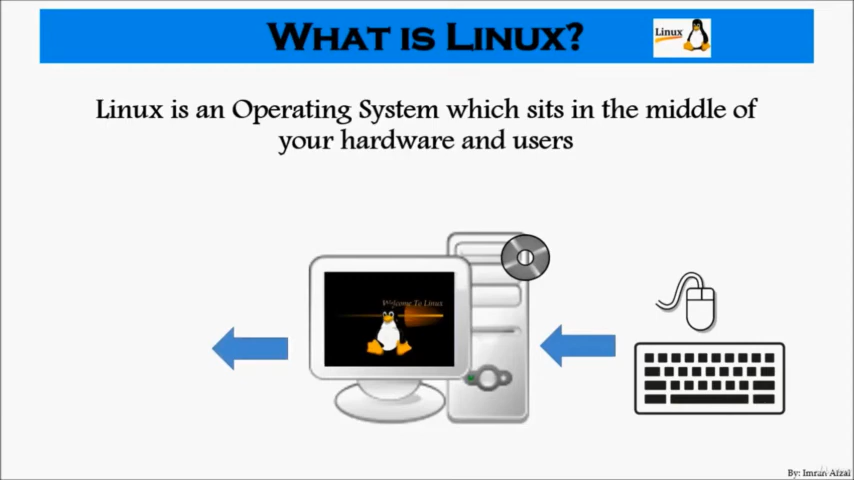 WHAT IS LINUX?
Linux
Linux is an Operating System which sits in the middle of
your hardware and users
Welcome To Linux
By: Imran Afzal